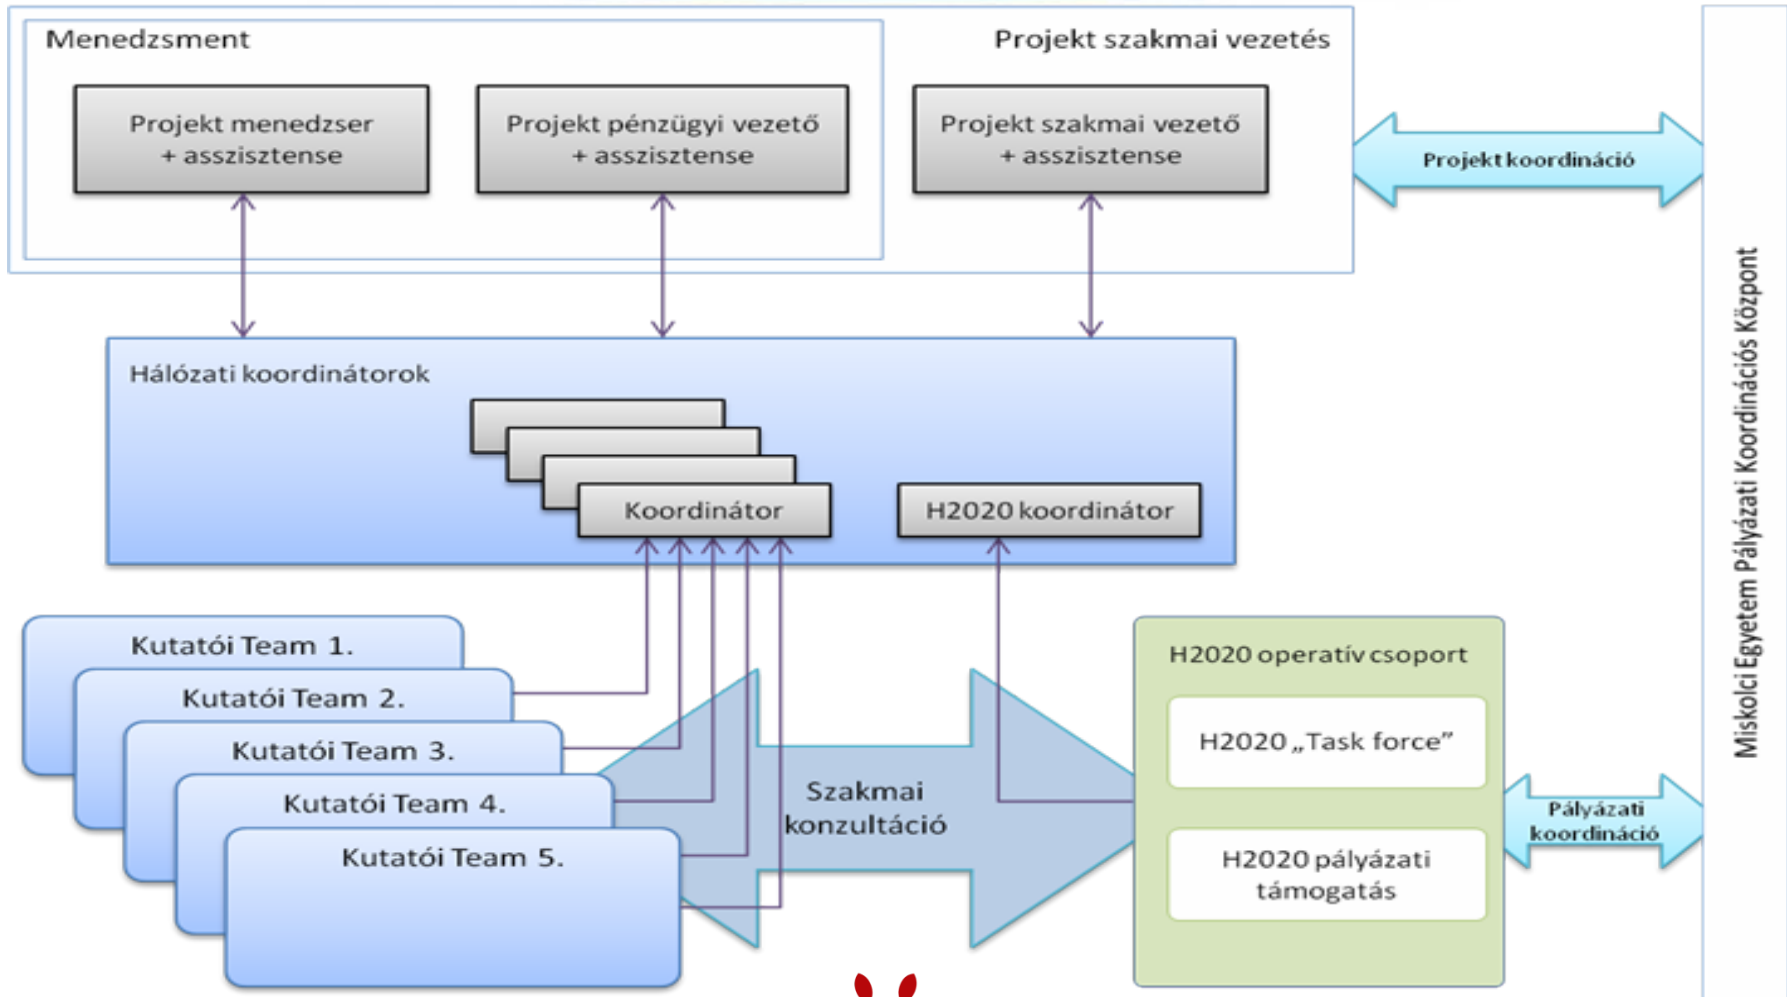 Menedzsment
Projekt szakmai vezetés
Projekt menedzser
+ asszisztense
Projekt pénzügyi vezető
+ asszisztense
Projekt szakmai vezető
+ asszisztense
Projekt koordináció
Miskolci Egyetem Pályázati Koordinációs Központ
Hálózati koordinátorok
Koordinátor
H2020 koordinátor
Kutatói Team 1.
Kutatói Team 2.
Kutatói Team 3.
Kutatói Team 4.
Kutatói Team 5.
Szakmai
konzultáció
H2020 operatív csoport
H2020 „Task force”
H2020 pályázati
támogatás
Pályázati
koordináció